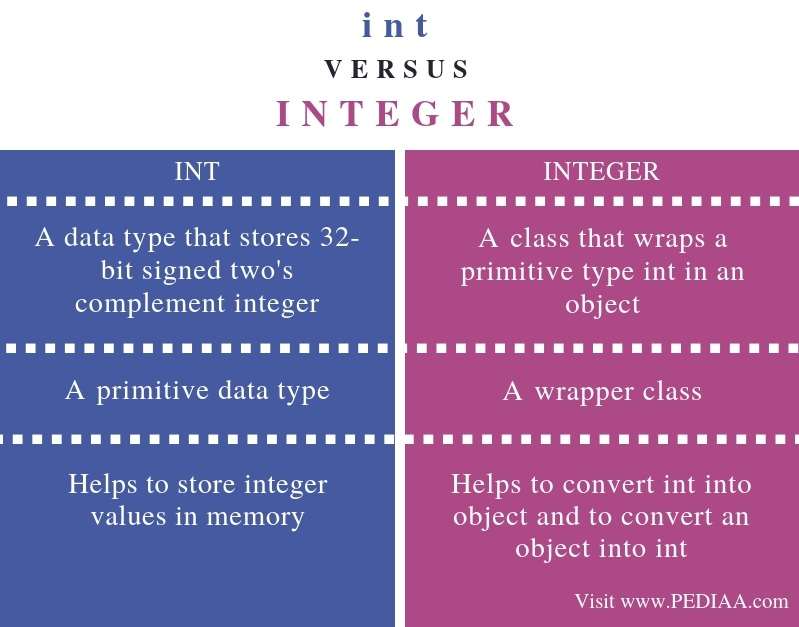 int
VERSUS
INTEGER
INT
A data type that stores 32-
bit signed two's
complement integer
A primitive data type
Helps to store integer
values in memory
INTEGER
A class that wraps a
primitive type int in an
object
A wrapper class
Helps to convert int into
object and to convert an
object into int
Visit www.PEDIAA.com